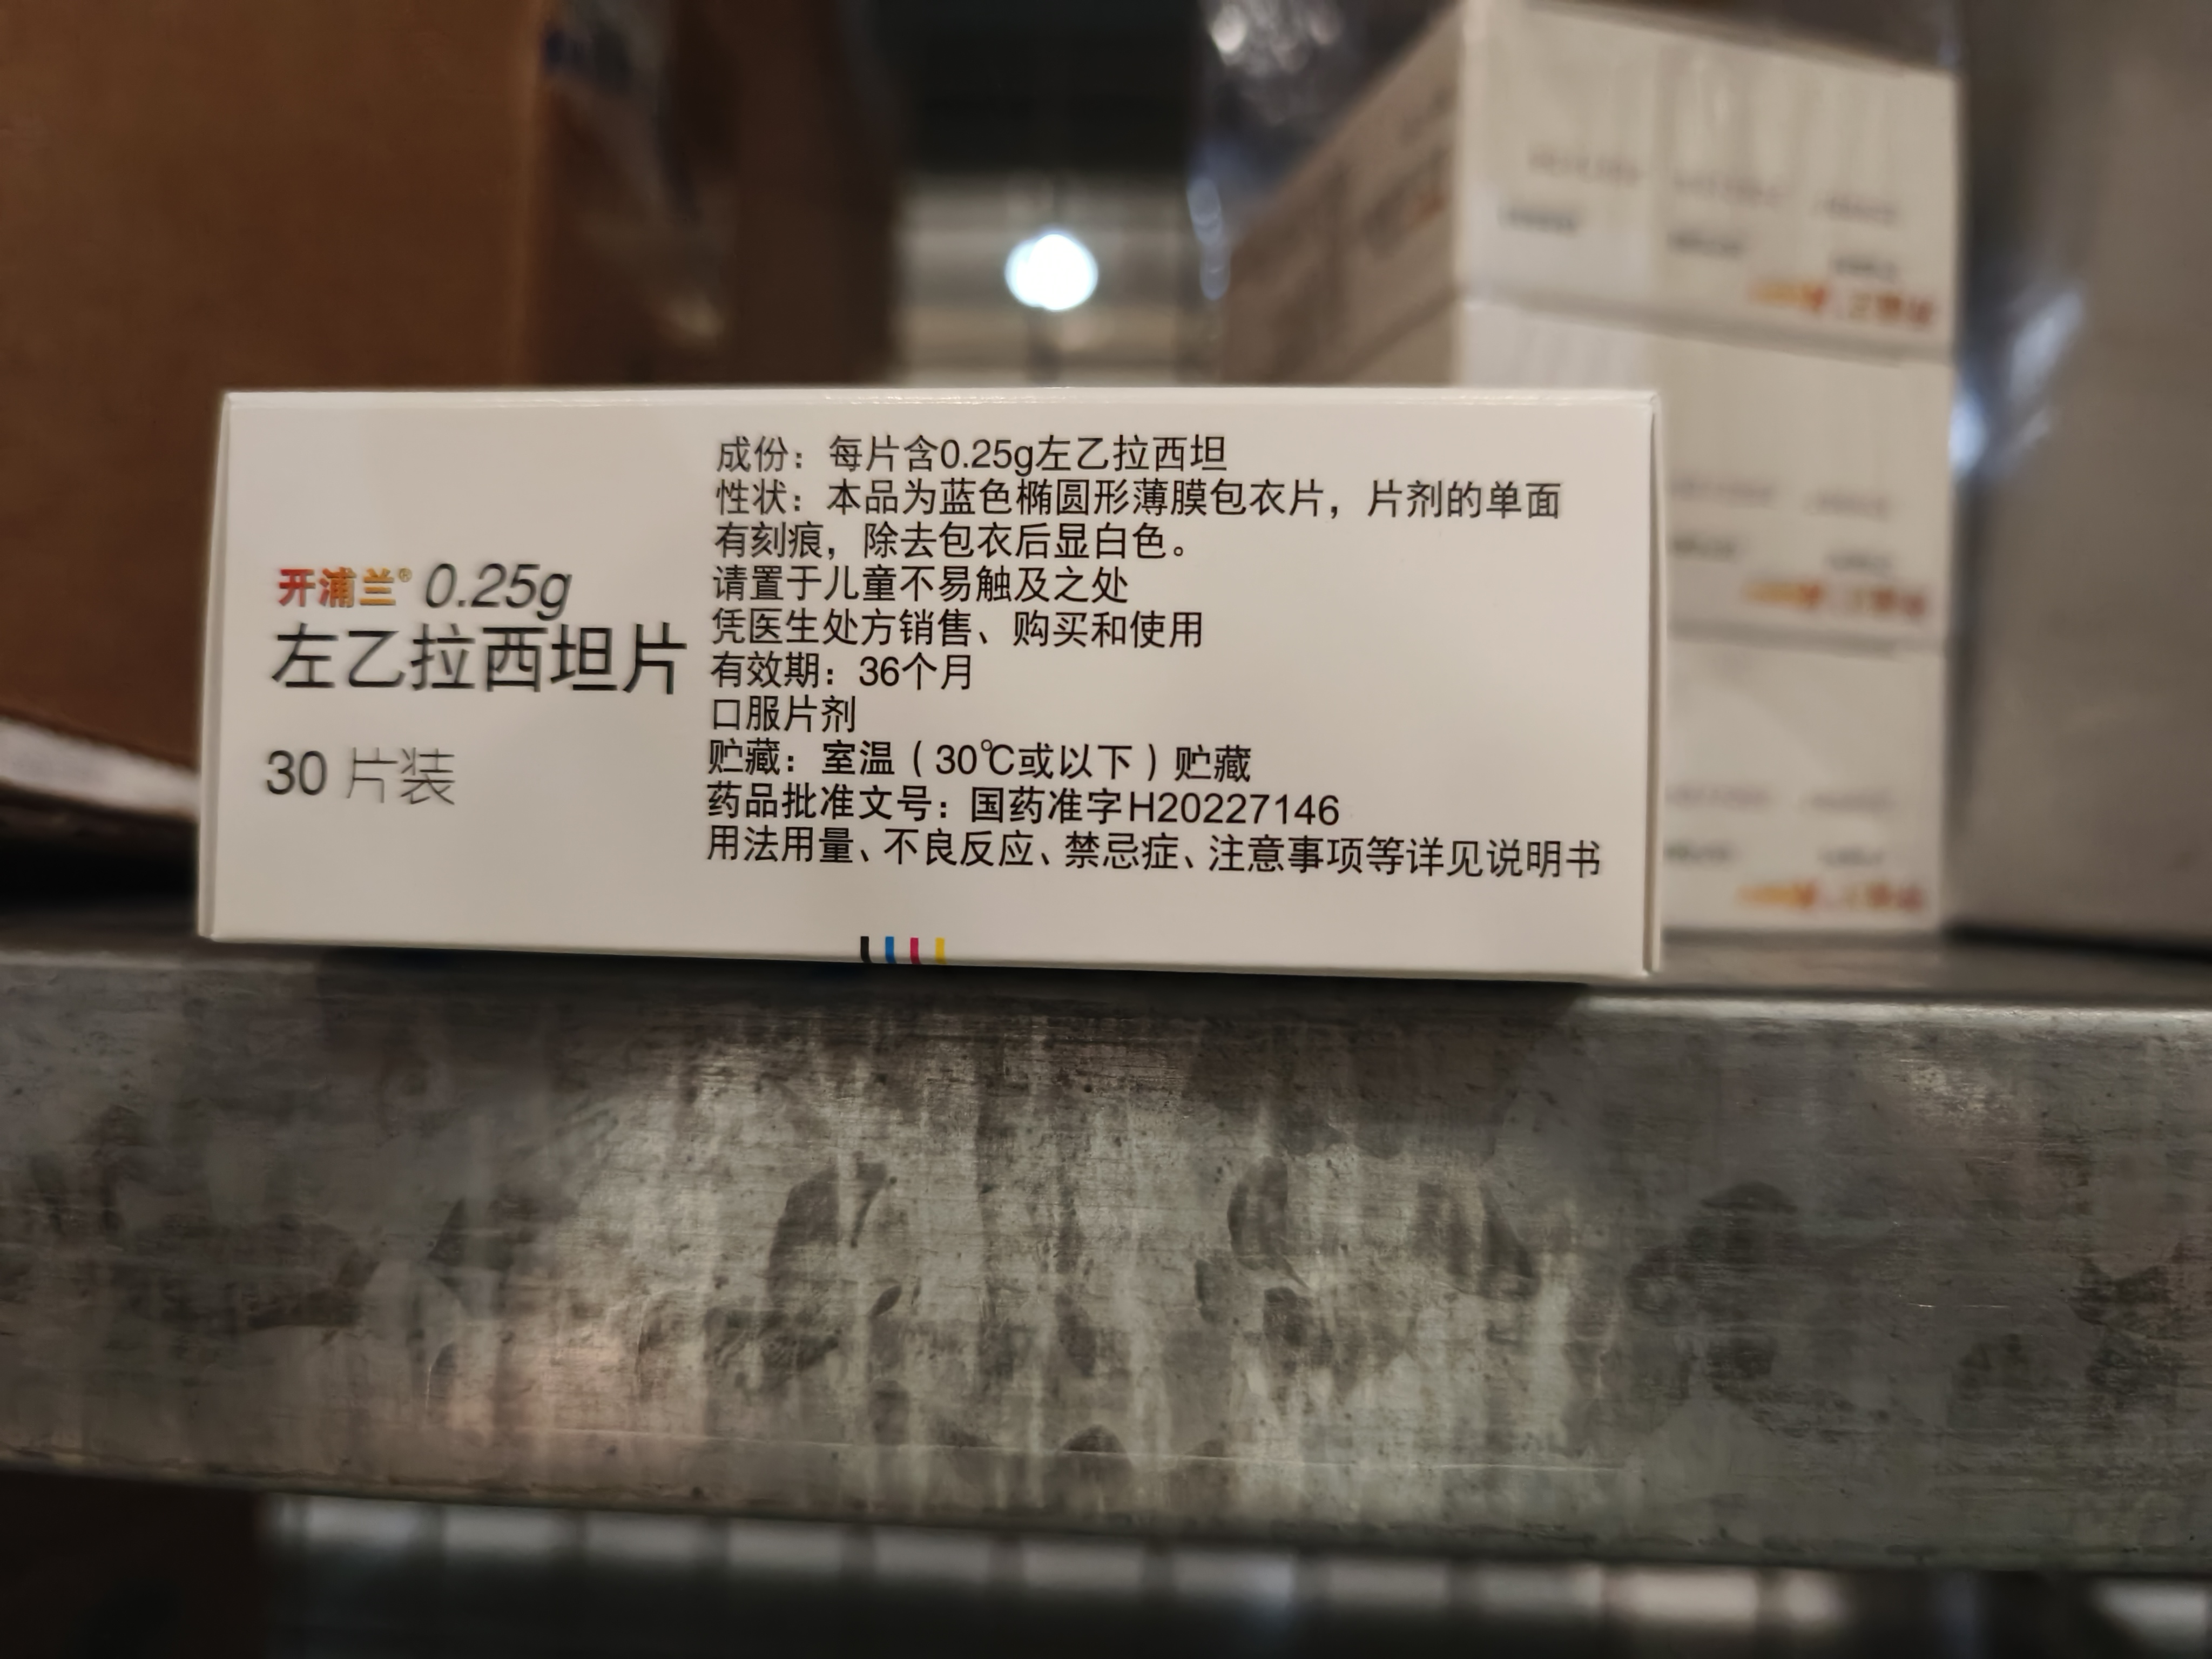 开浦兰® 0.25g
左乙拉西坦片
30 片装
成份：每片含0.25g左乙拉西坦
性状：本品为蓝色椭圆形薄膜包衣片，片剂的单面
有刻痕，除去包衣后显白色。
请置于儿童不易触及之处
凭医生处方销售、购买和使用
有效期：36个月
口服片剂
贮藏：室温（30℃或以下）贮藏
药品批准文号：国药准字H20227146
用法用量、不良反应、禁忌症、注意事项等详见说明书